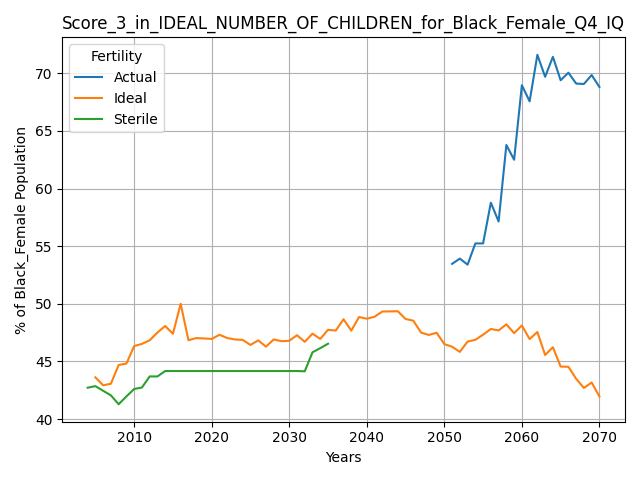 Score_3_in_IDEAL_NUMBER_OF_CHILDREN_for_Black_Female_Q4_IQ
Fertility
Actual
Ideal
Sterile
% of Black_Female Population
70
65
60
55
50
45
40
2010
2020
2030
2040
2050
2060
2070
Years